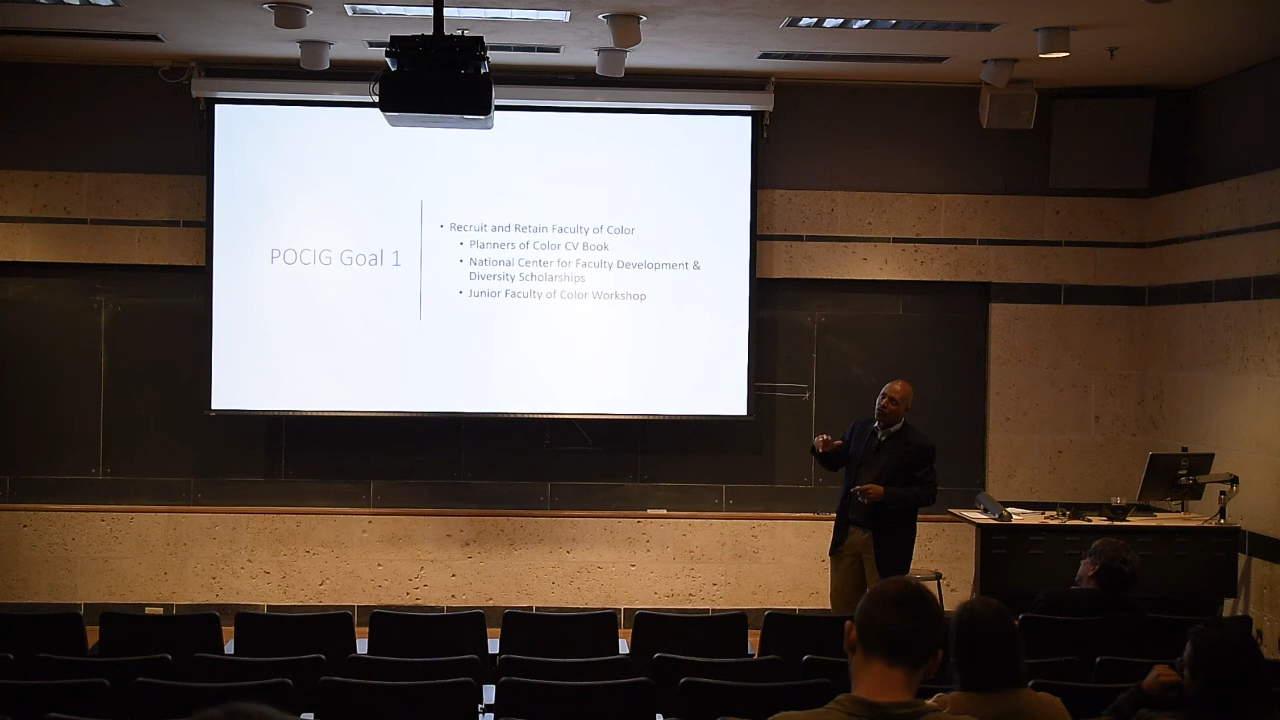 POCIG Goal 1
• Recruit and Retain Faculty of Color
• Planners of Color CV Book
• National Center for Faculty Development &
Diversity Scholarships
• Junior Faculty of Color Workshop